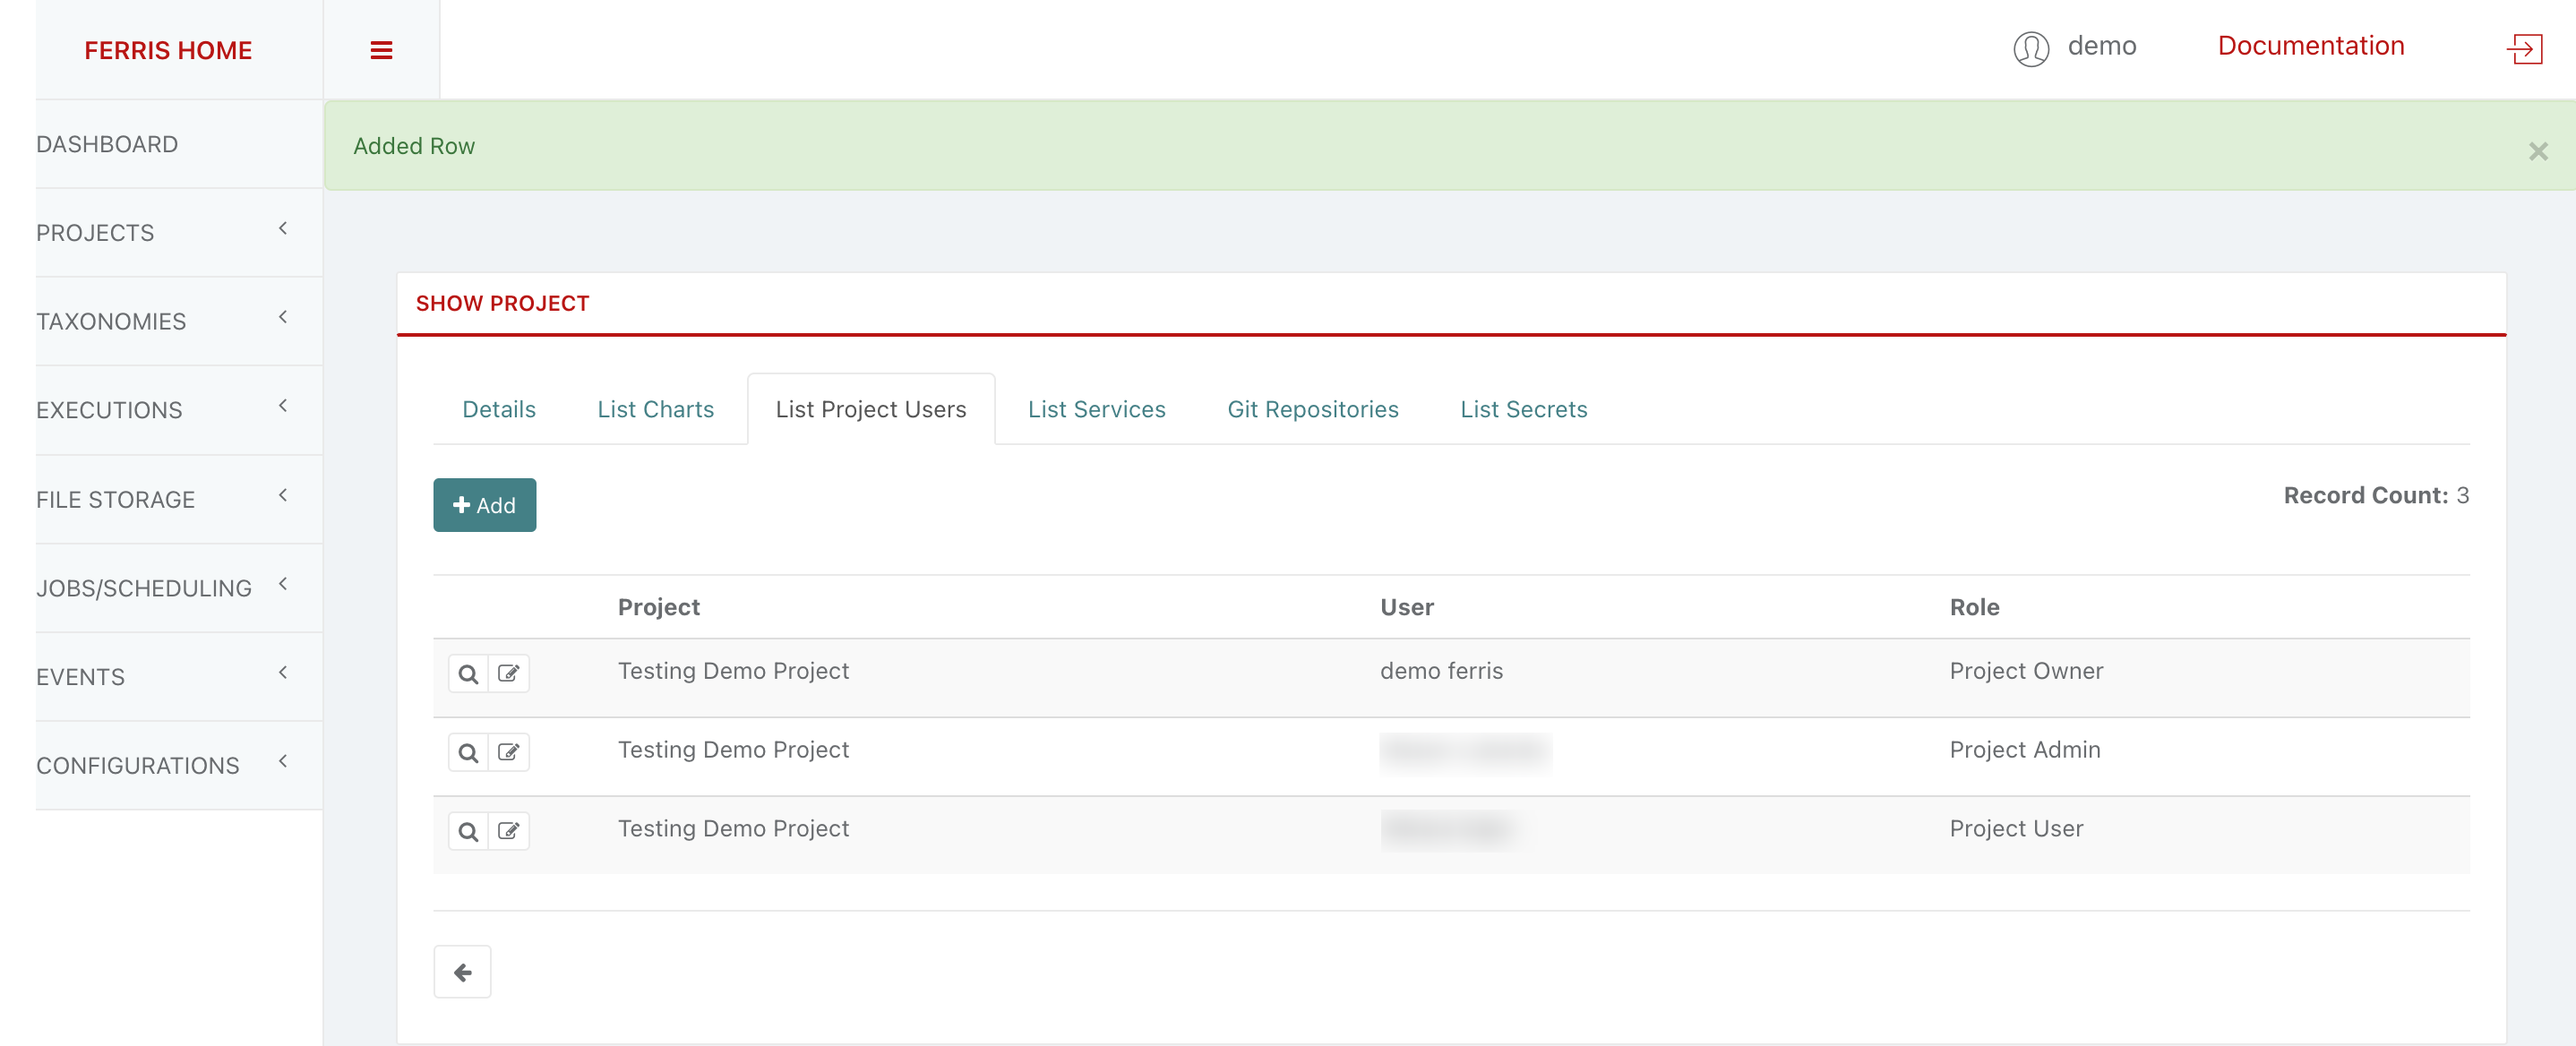 FERRIS HOME
demo
Documentation
DASHBOARD
PROJECTS
TAXONOMIES
EXECUTIONS
FILE STORAGE
JOBS/SCHEDULING
EVENTS
CONFIGURATIONS
Added Row
×
SHOW PROJECT
Details List Charts List Project Users List Services Git Repositories List Secrets
Add
Record Count: 3
Project User Role
Testing Demo Project demo ferris Project Owner
Testing Demo Project Project Admin
Testing Demo Project Project User